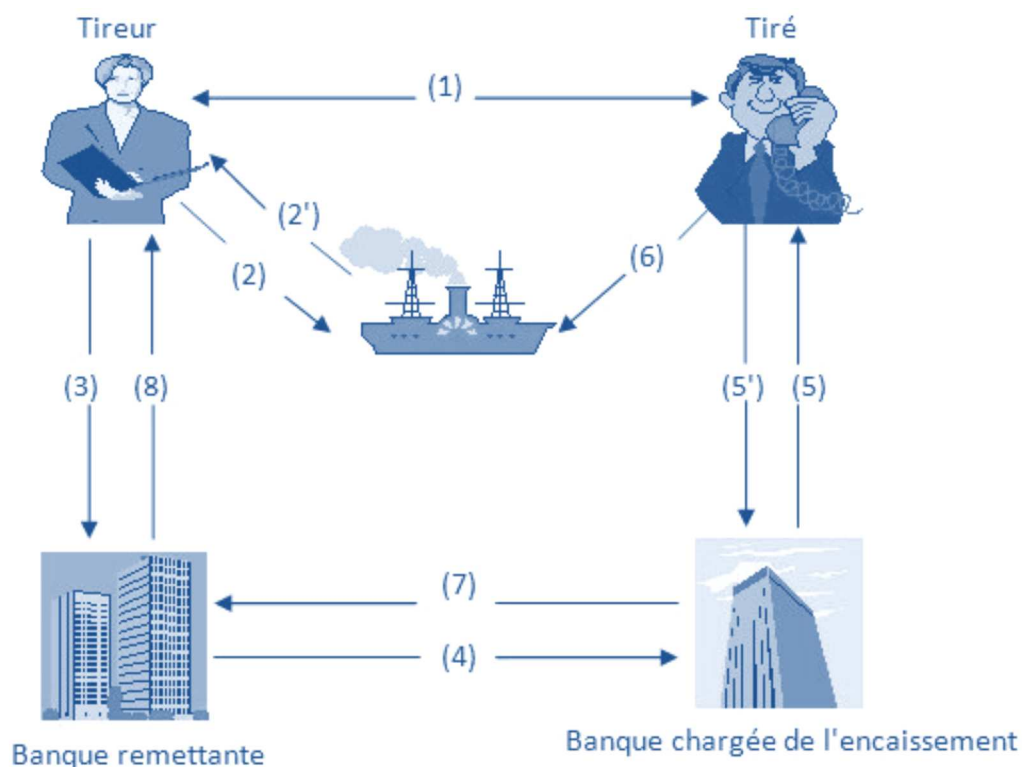 Tireur
Tiré
(1)
(2')
(2)
(6)
(3)
(8)
(5')
(5)
(7)
(4)
Banque remettante
Banque chargée de l'encaissement